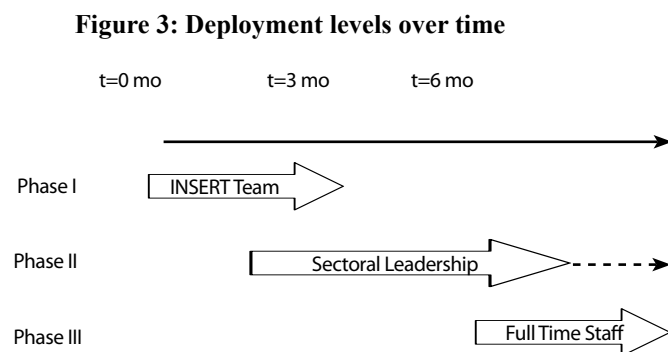 Figure 3: Deployment levels over time
t=0 mo t=3 mo t=6 mo
Phase I INSERT Team
Phase II Sectoral Leadership
Phase III Full Time Staff